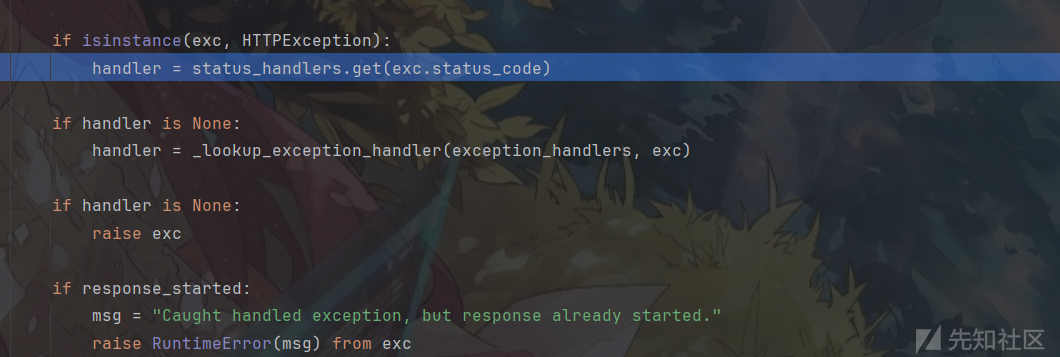 if isinstance(exc, HTTPException):
handler = status_handlers.get(exc.status_code)
if handler is None:
handler = _lookup_exception_handler(exception_handlers, exc)
if handler is None:
raise exc
if response_started:
msg = "Caught handled exception, but response already started."
raise RuntimeError(msg) from exc
先知社区